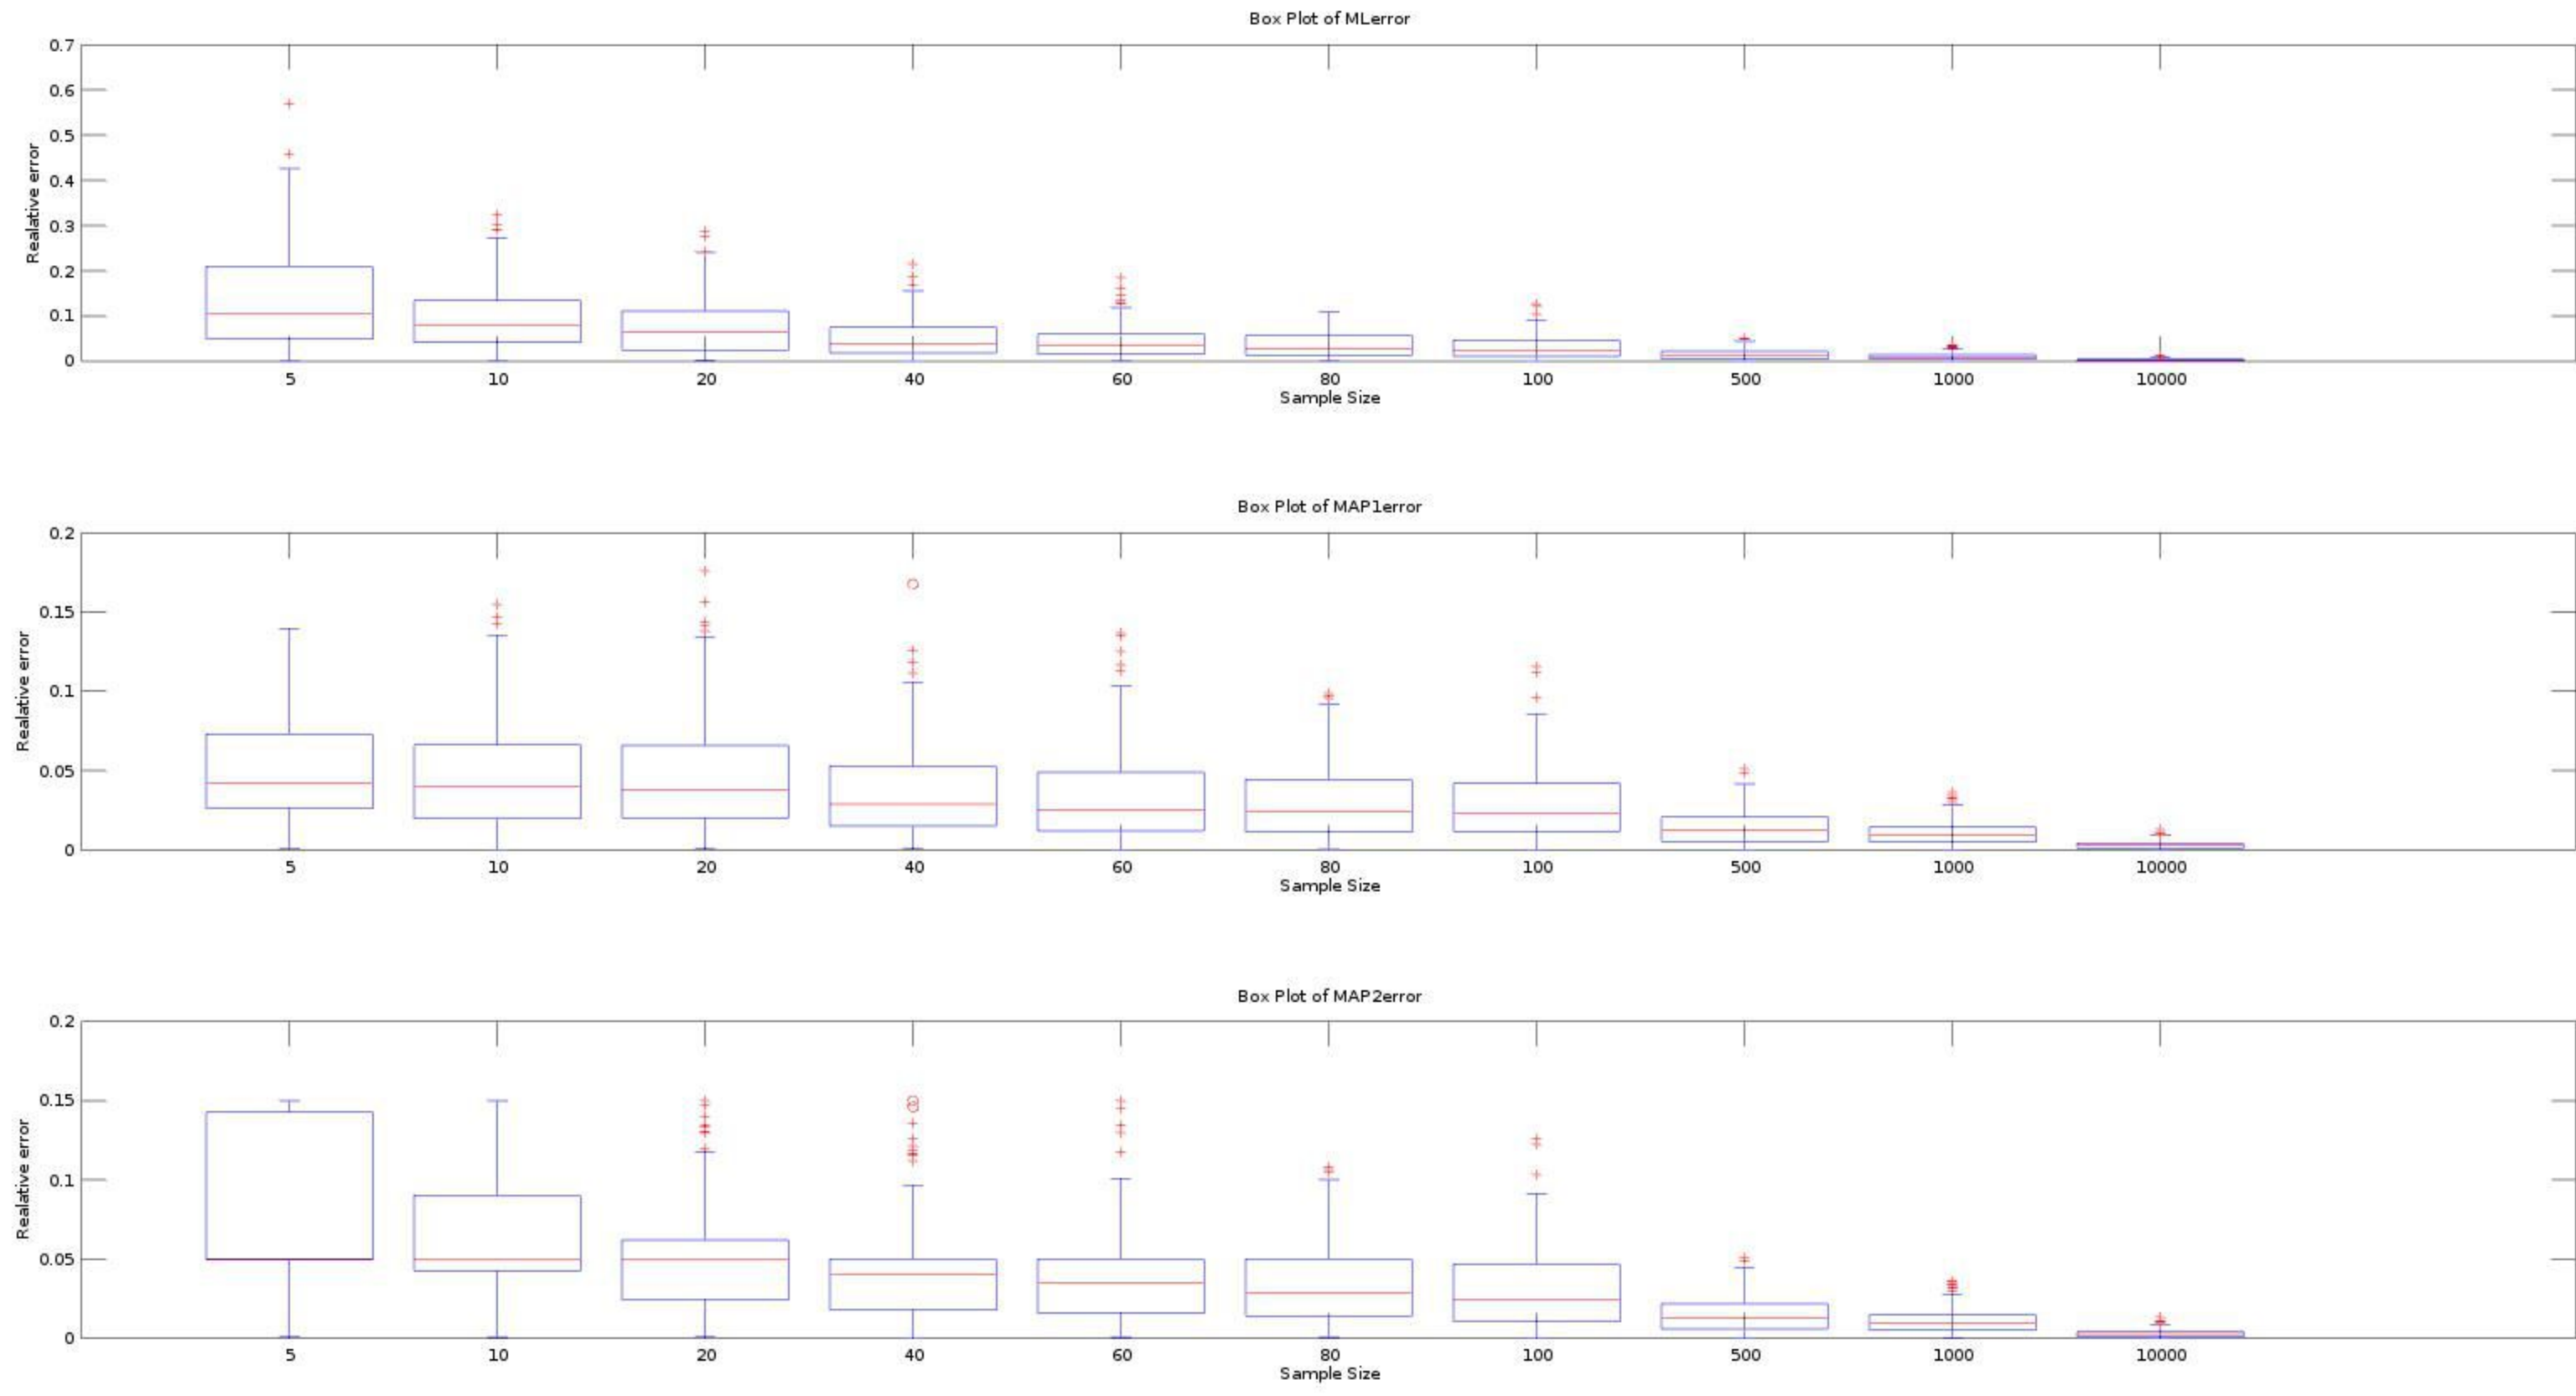 Box Plot of MLerror
0.7
0.6
0.5
0.4
0.3
0.2
0.1
0
Realative error
5 10 20 40 60 80 100 500 1000 10000
Sample Size
Box Plot of MAP1error
0.2
0.15
0.1
0.05
0
Realative error
5 10 20 40 60 80 100 500 1000 10000
Sample Size
Box Plot of MAP2error
0.2
0.15
0.1
0.05
0
Realative error
5 10 20 40 60 80 100 500 1000 10000
Sample Size